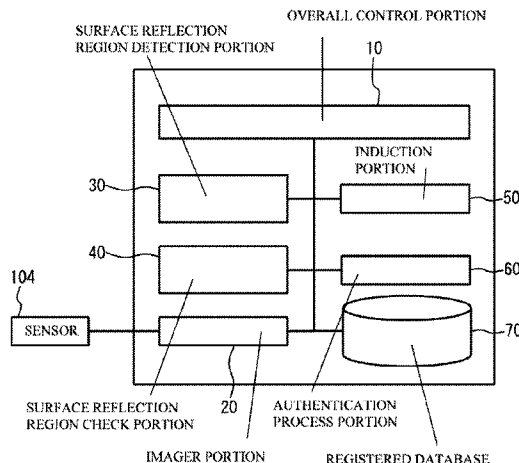 SURFACE REFLECTION
REGION DETECTION PORTION
OVERALL CONTROL PORTION
10
INDUCTION
PORTION
30
50
40
60
104
SENSOR
70
20
SURFACE REFLECTION
REGION CHECK PORTION
AUTHENTICATION
PROCESS PORTION
IMAGER PORTION
REGISTERED DATABASE